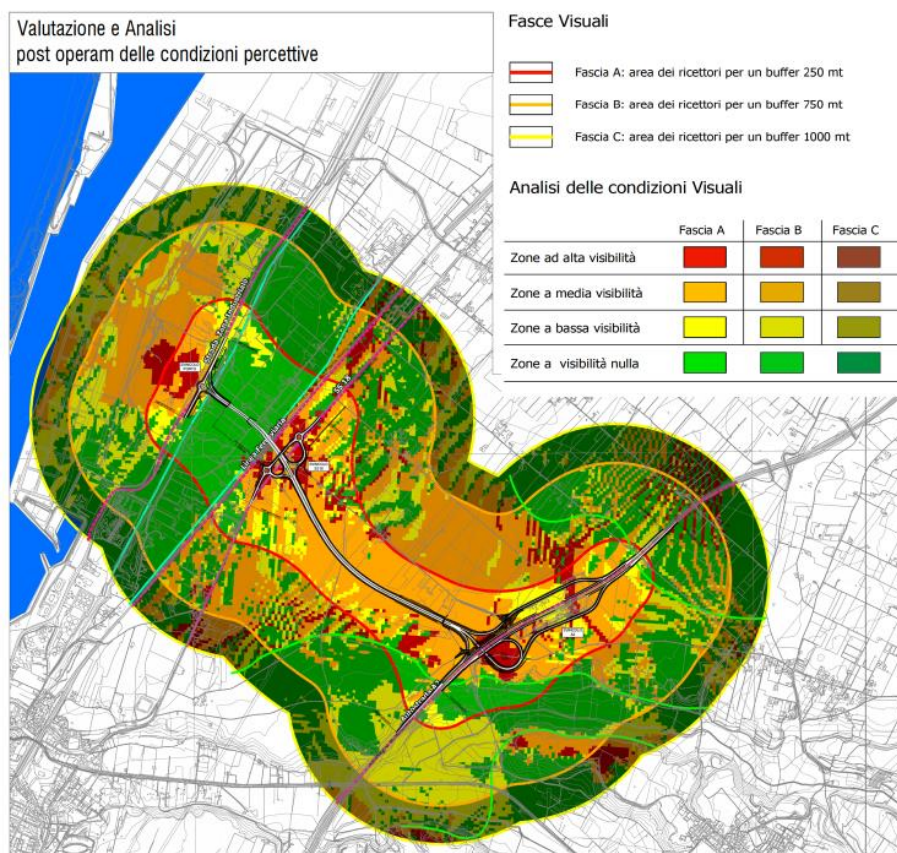 Valutazione e Analisi
post operam delle condizioni percettive
Fasce Visuali
Fascia A: area dei ricettori per un buffer 250 mt
Fascia B: area dei ricettori per un buffer 750 mt
Fascia C: area dei ricettori per un buffer 1000 mt
Analisi delle condizioni Visuali
Fascia A
Fascia B
Fascia C
Zone ad alta visibilità
Zone a media visibilità
Zone a bassa visibilità
Zone a visibilità nulla
SS 18